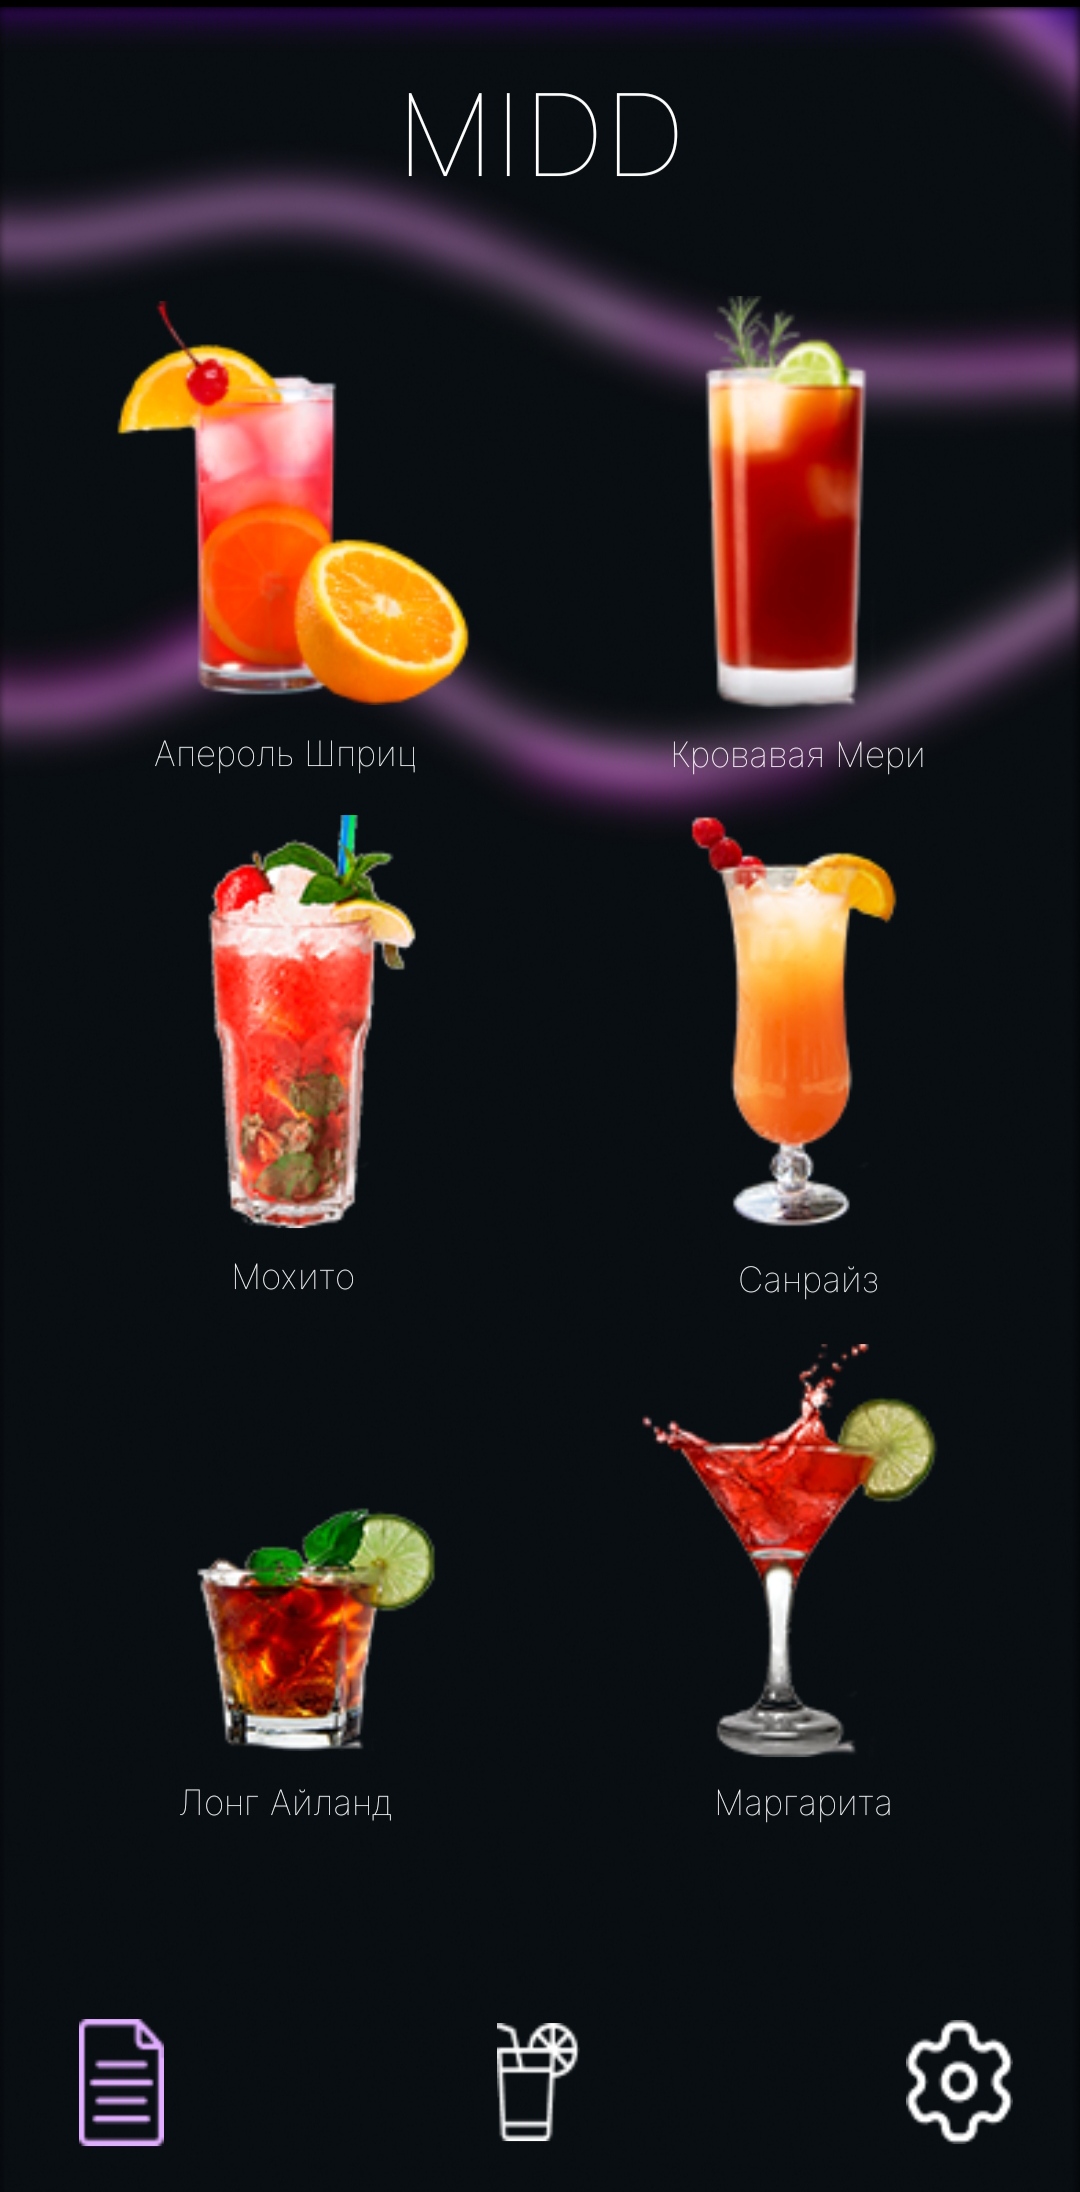 MIDD
Апероль Шприц
Кровавая Мери
Мохито
Санрайз
Лонг Айланд
Маргарита